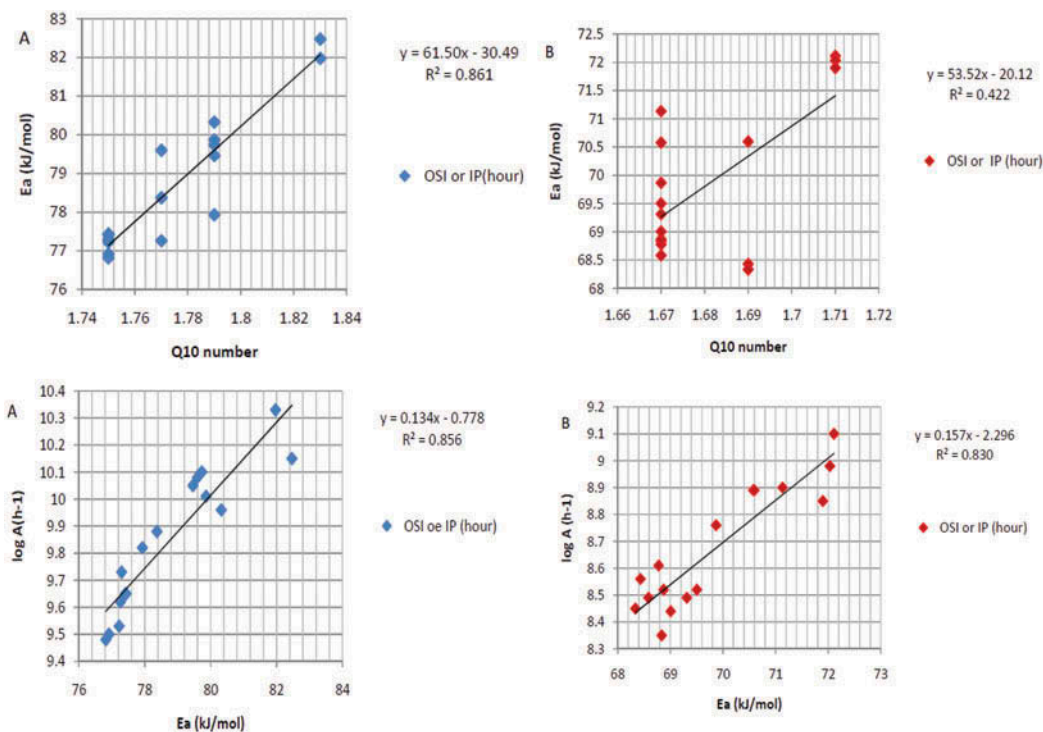 A
83
82
81
80
79
78
77
76
Ea (kJ/mol)
1.74 1.76 1.78 1.8 1.82 1.84
Q10 number
y = 61.50x - 30.49
R² = 0.861
OSI or IP(hour)
B
72.5
72
71.5
71
70.5
70
69.5
69
68.5
68
Ea (kJ/mol)
1.66 1.67 1.68 1.69 1.7 1.71 1.72
Q10 number
y = 53.52x - 20.12
R² = 0.422
OSI or IP (hour)
A
10.4
10.3
10.2
10.1
10
9.9
9.8
9.7
9.6
9.5
9.4
log A(h-1)
76 78 80 82 84
Ea (kJ/mol)
y = 0.134x - 0.778
R² = 0.856
OSI oe IP (hour)
B
9.2
9.1
9
8.9
8.8
8.7
8.6
8.5
8.4
8.3
log A (h-1)
68 69 70 71 72 73
Ea (kJ/mol)
y = 0.157x - 2.296
R² = 0.830
OSI or IP (hour)